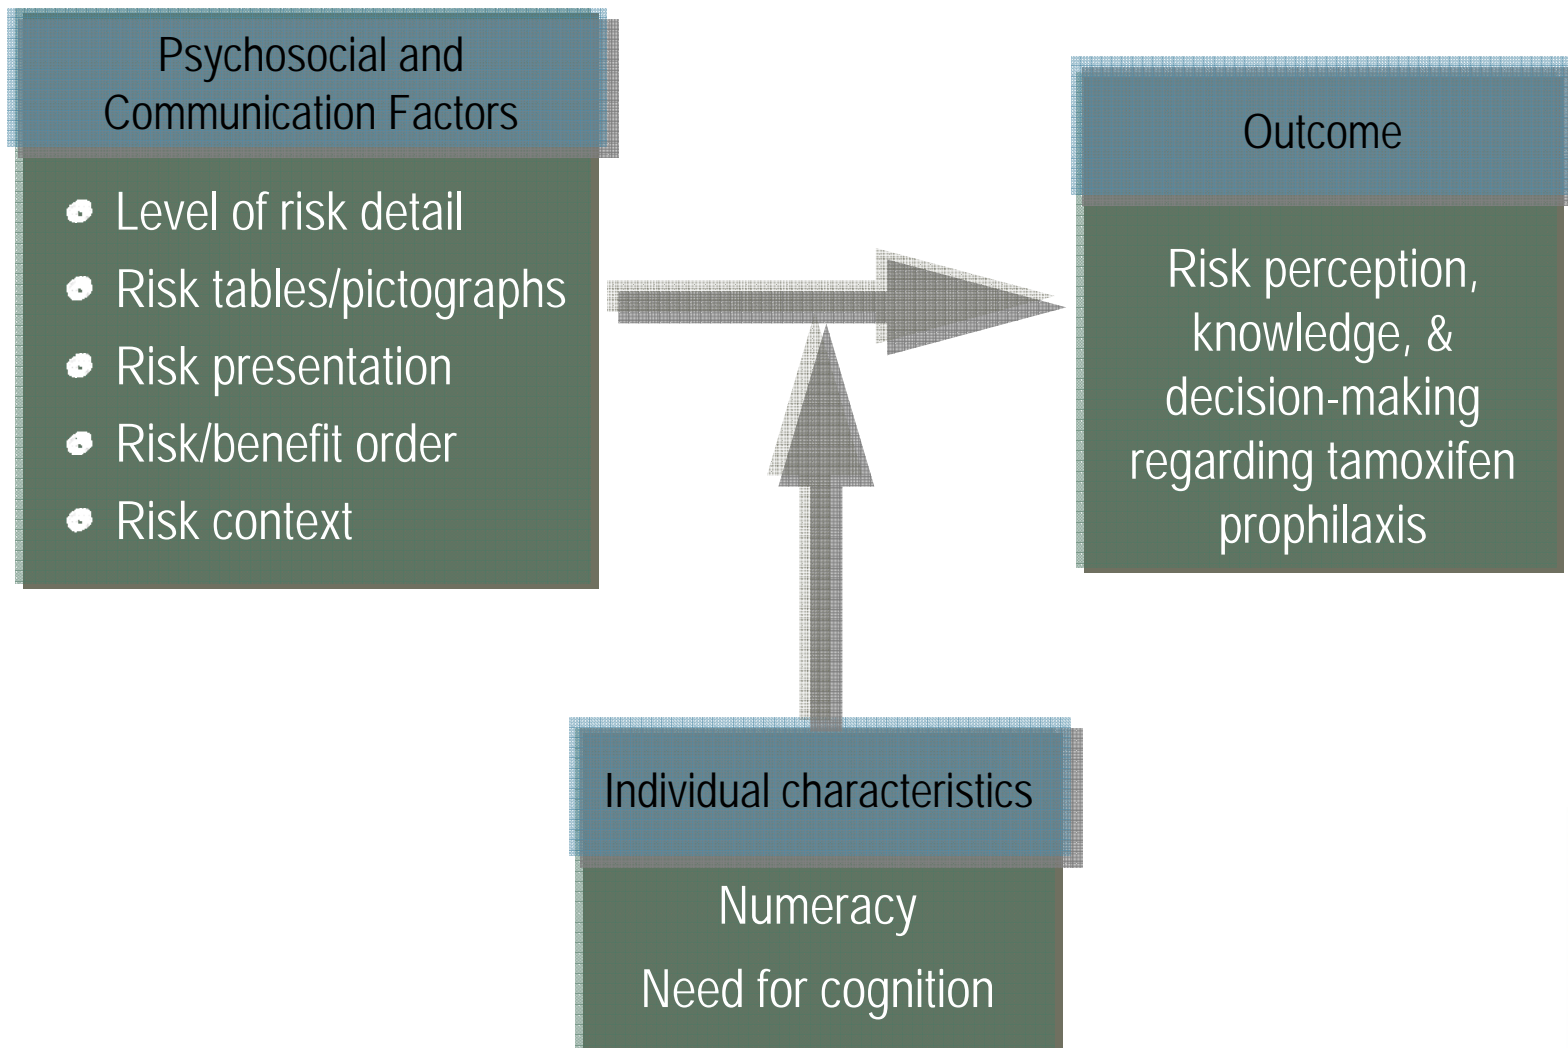 Psychosocial and
Communication Factors
Level of risk detail
Risk tables/pictographs
Risk presentation
Risk/benefit order
Risk context
Outcome
Risk perception,
knowledge, &
decision-making
regarding tamoxifen
prophilaxis
Individual characteristics
Numeracy
Need for cognition